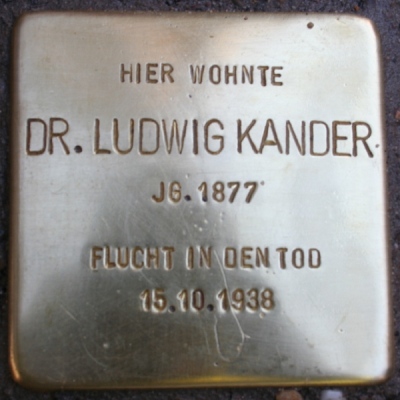 HIER WOHNTE
DR. LUDWIG KANDER
JG. 1877
FLUCHT IN DEN TOD
15.10.1938